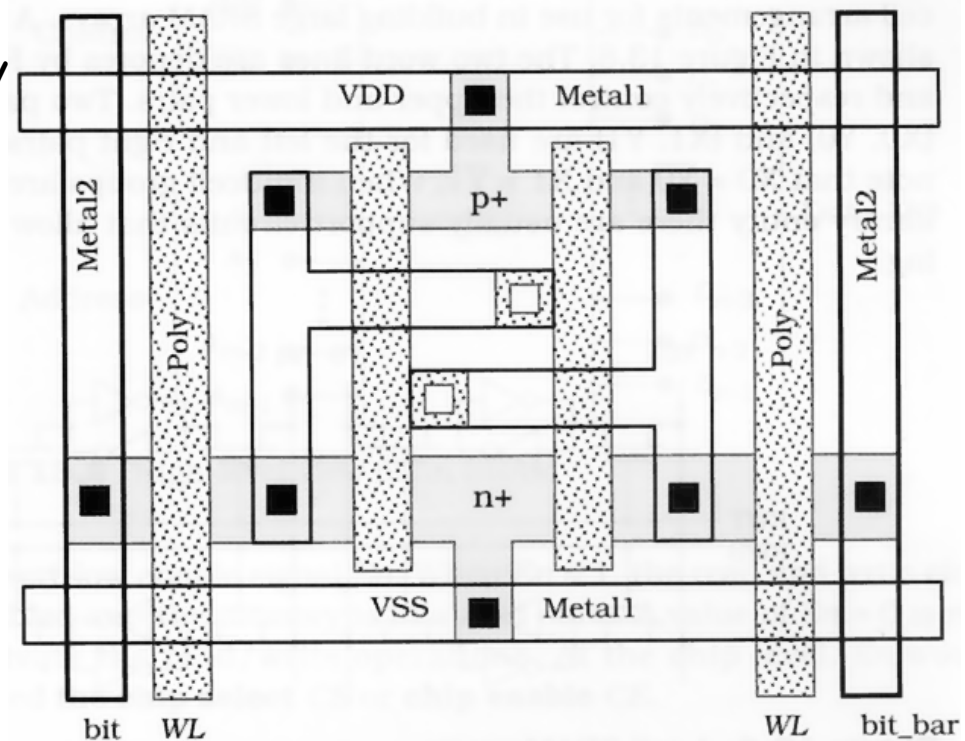 VDD Metal1
Metal2
p+
Metal2
Poly
Poly
n+
VSS Metal1
bit WL WL bit_bar